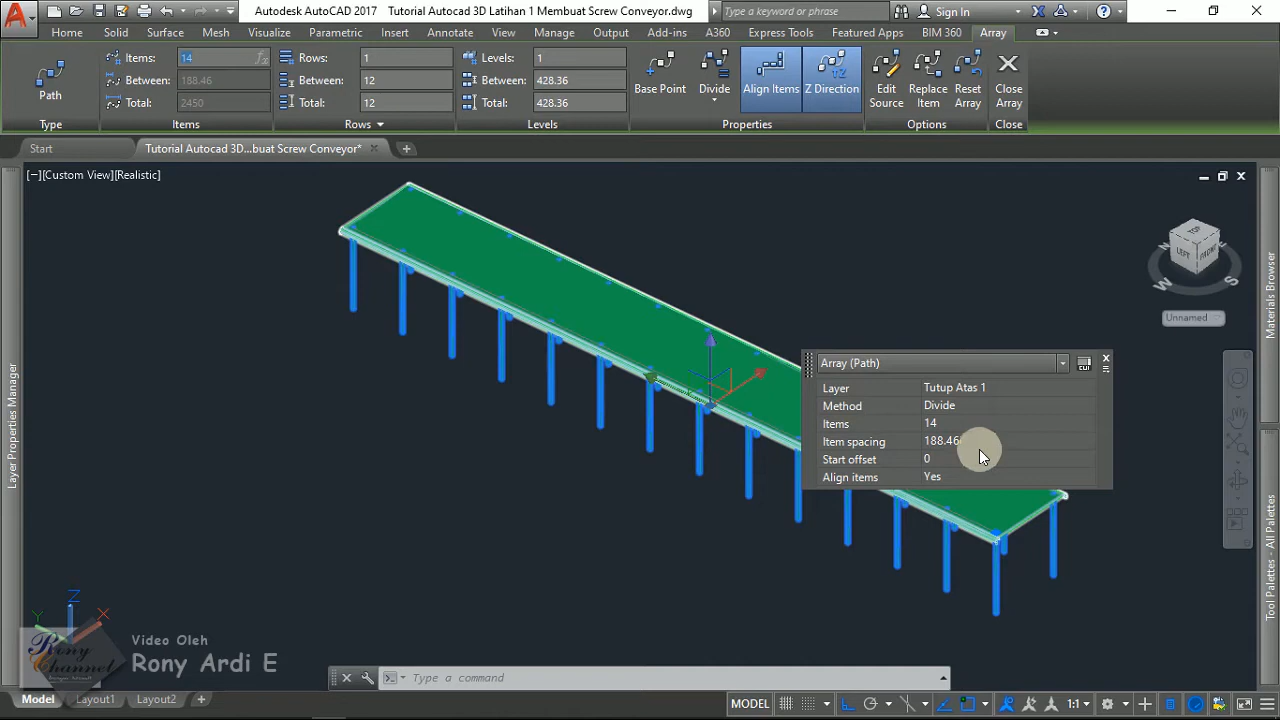 Autodesk AutoCAD 2017 Tutorial Autocad 3D Latihan 1 Membuat Screw Conveyor.dwg
Type a keyword or phrase
Sign In
Home Solid Surface Mesh Visualize Parametric Insert Annotate View Manage Output Add-ins A360 Express Tools Featured Apps BIM 360 Array
Items: 14 Rows: 1 Levels: 1
Between: 188.46 Between: 12 Between: 428.36
Total: 2450 Total: 12 Total: 428.36
Path
Base Point Divide Align Items Z Direction
Edit Source
Replace Item
Reset Array
Close Array
Type Items Rows Levels Properties Options Close
Start
Tutorial Autocad 3D...buat Screw Conveyor*
[−][Custom View][Realistic]
TOP
LEFT
W
S
Unnamed
Array (Path)
Layer Tutup Atas 1
Method Divide
Items 14
Item spacing 188.46
Start offset 0
Align items Yes
Layer Properties Manager
Materials Browser
Tool Palettes - All Palettes
Z
X
Y
Rony
Channel
Video Oleh
Rony Ardi E
Type a command
Model Layout1 Layout2
MODEL
1:1